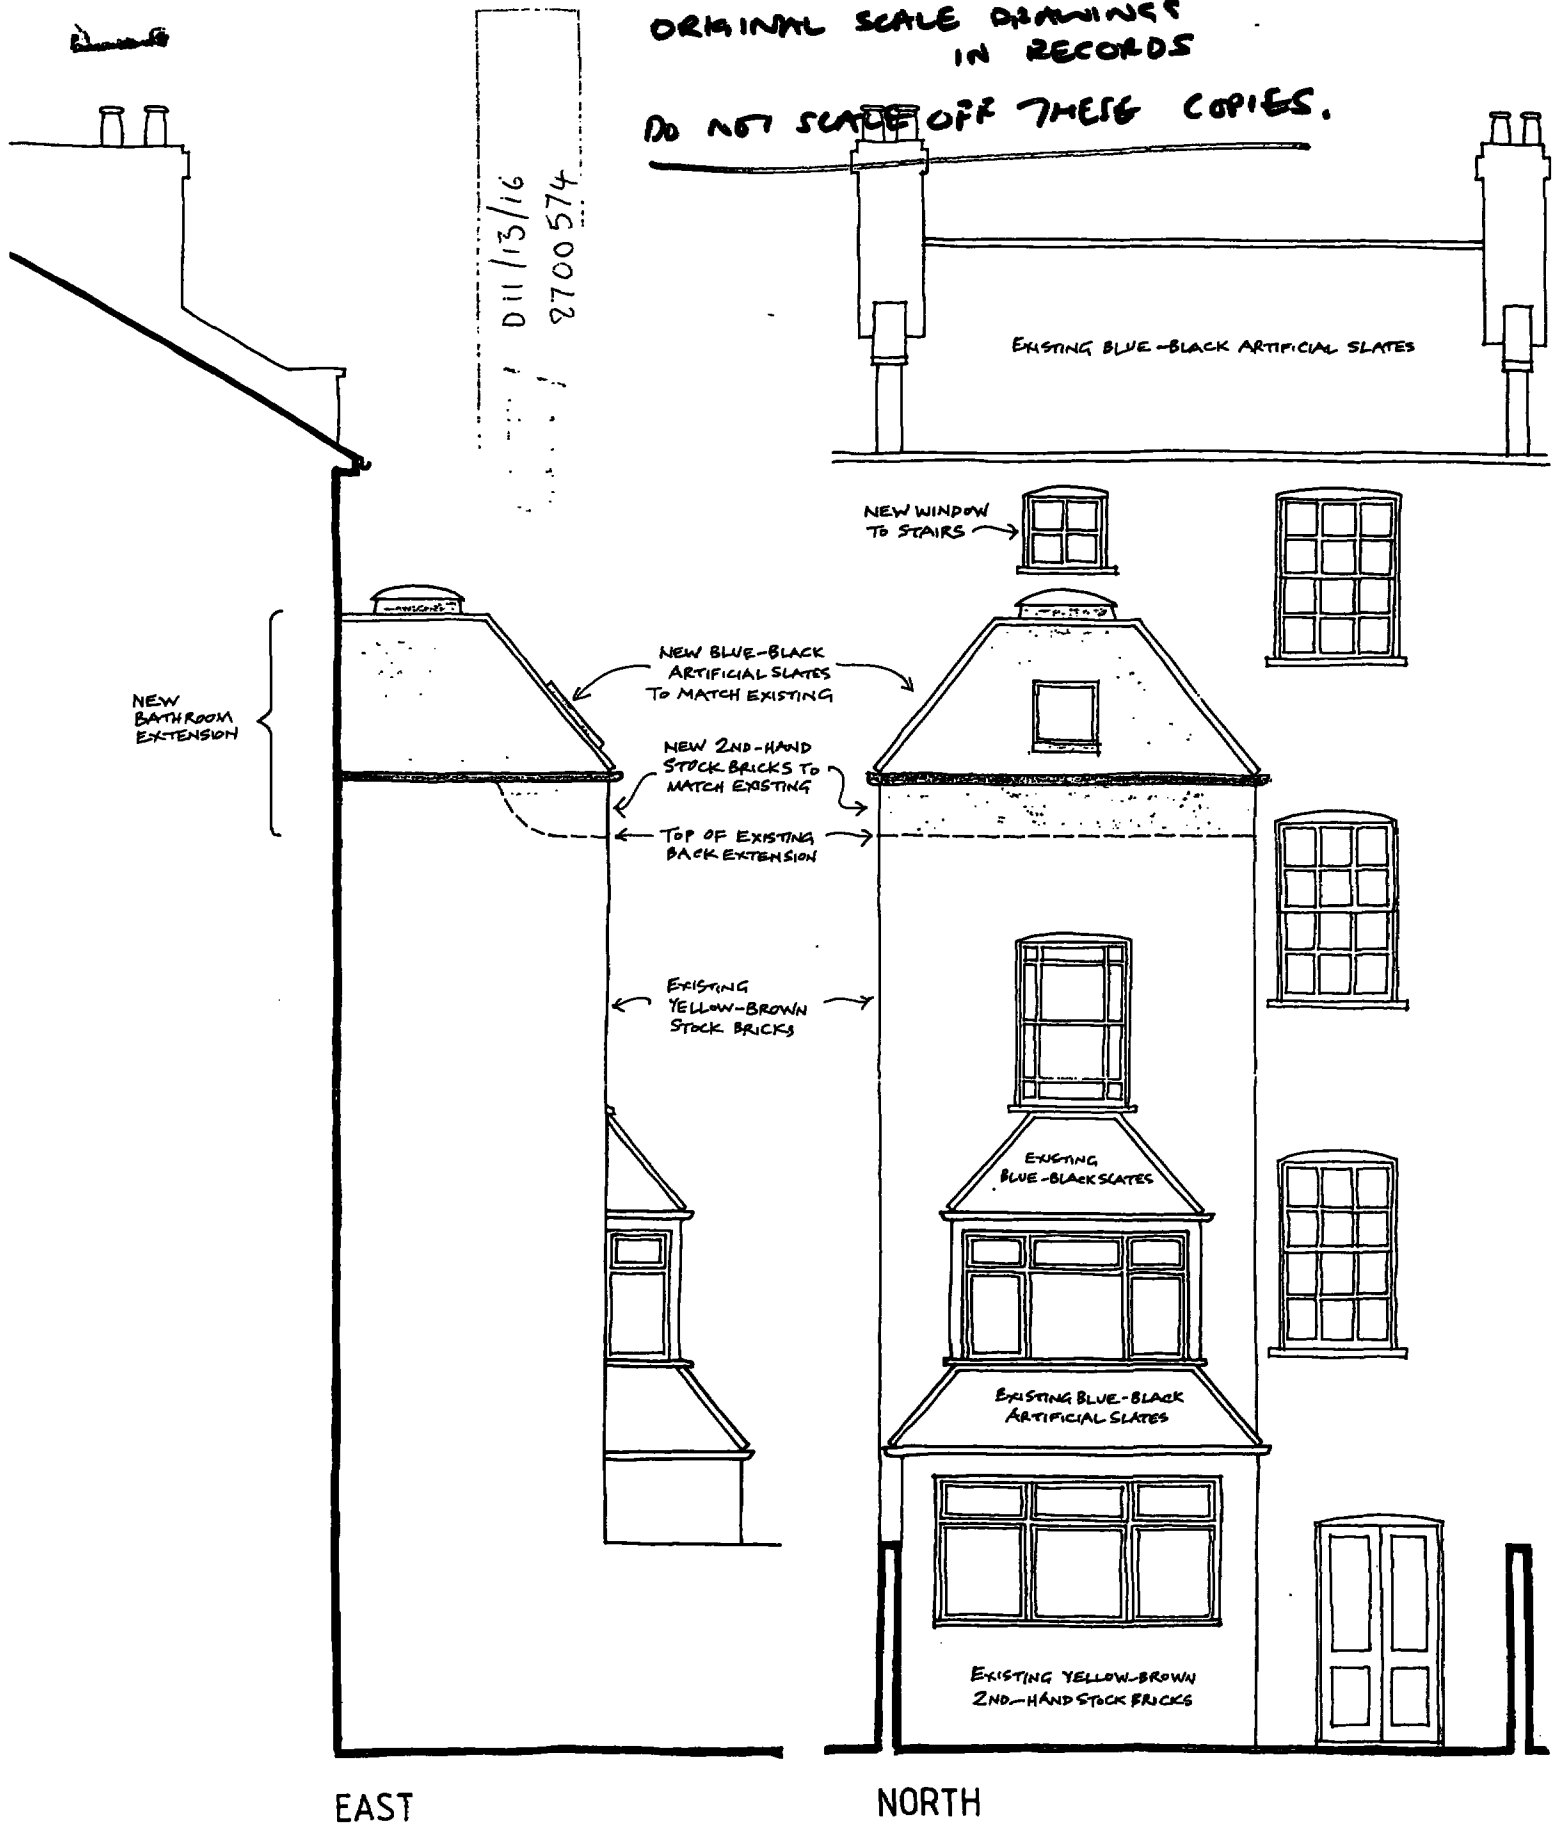 ORIGINAL SCALE DRAWINGS
IN RECORDS
DO NOT SCALE OFF THESE COPIES.
D11/13/16
8700574
EXISTING BLUE-BLACK ARTIFICIAL SLATES
NEW WINDOW
TO STAIRS
NEW BLUE-BLACK
ARTIFICIAL SLATES
TO MATCH EXISTING
NEW
BATHROOM
EXTENSION
NEW 2ND-HAND
STOCK BRICKS TO
MATCH EXISTING
TOP OF EXISTING
BACK EXTENSION
EXISTING
YELLOW-BROWN
STOCK BRICKS
EXISTING
BLUE-BLACK SLATES
EXISTING BLUE-BLACK
ARTIFICIAL SLATES
EXISTING YELLOW-BROWN
2ND-HAND STOCK BRICKS
EAST
NORTH